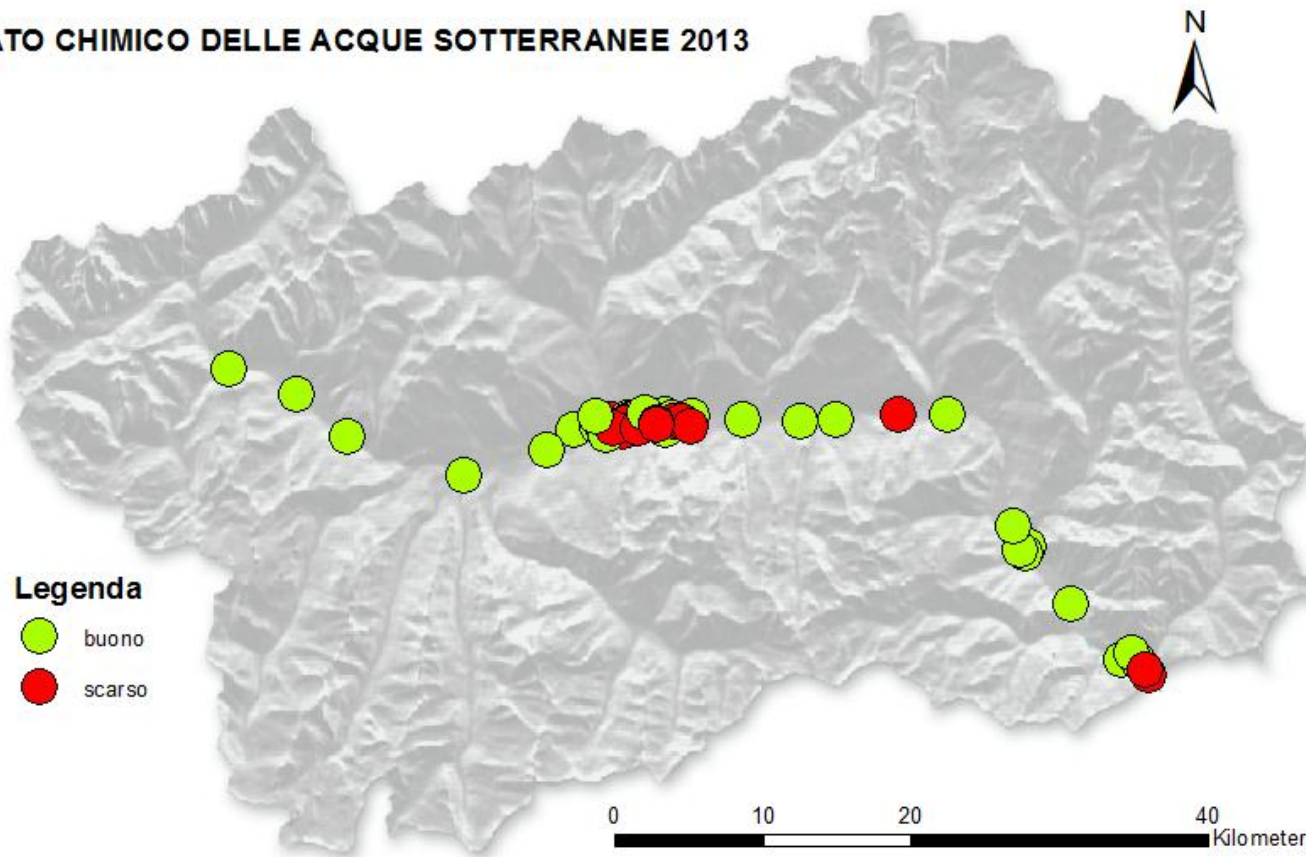 ATO CHIMICO DELLE ACQUE SOTTERRANEE 2013
N
Legenda
buono
scarso
0 10 20 40
Kilometer